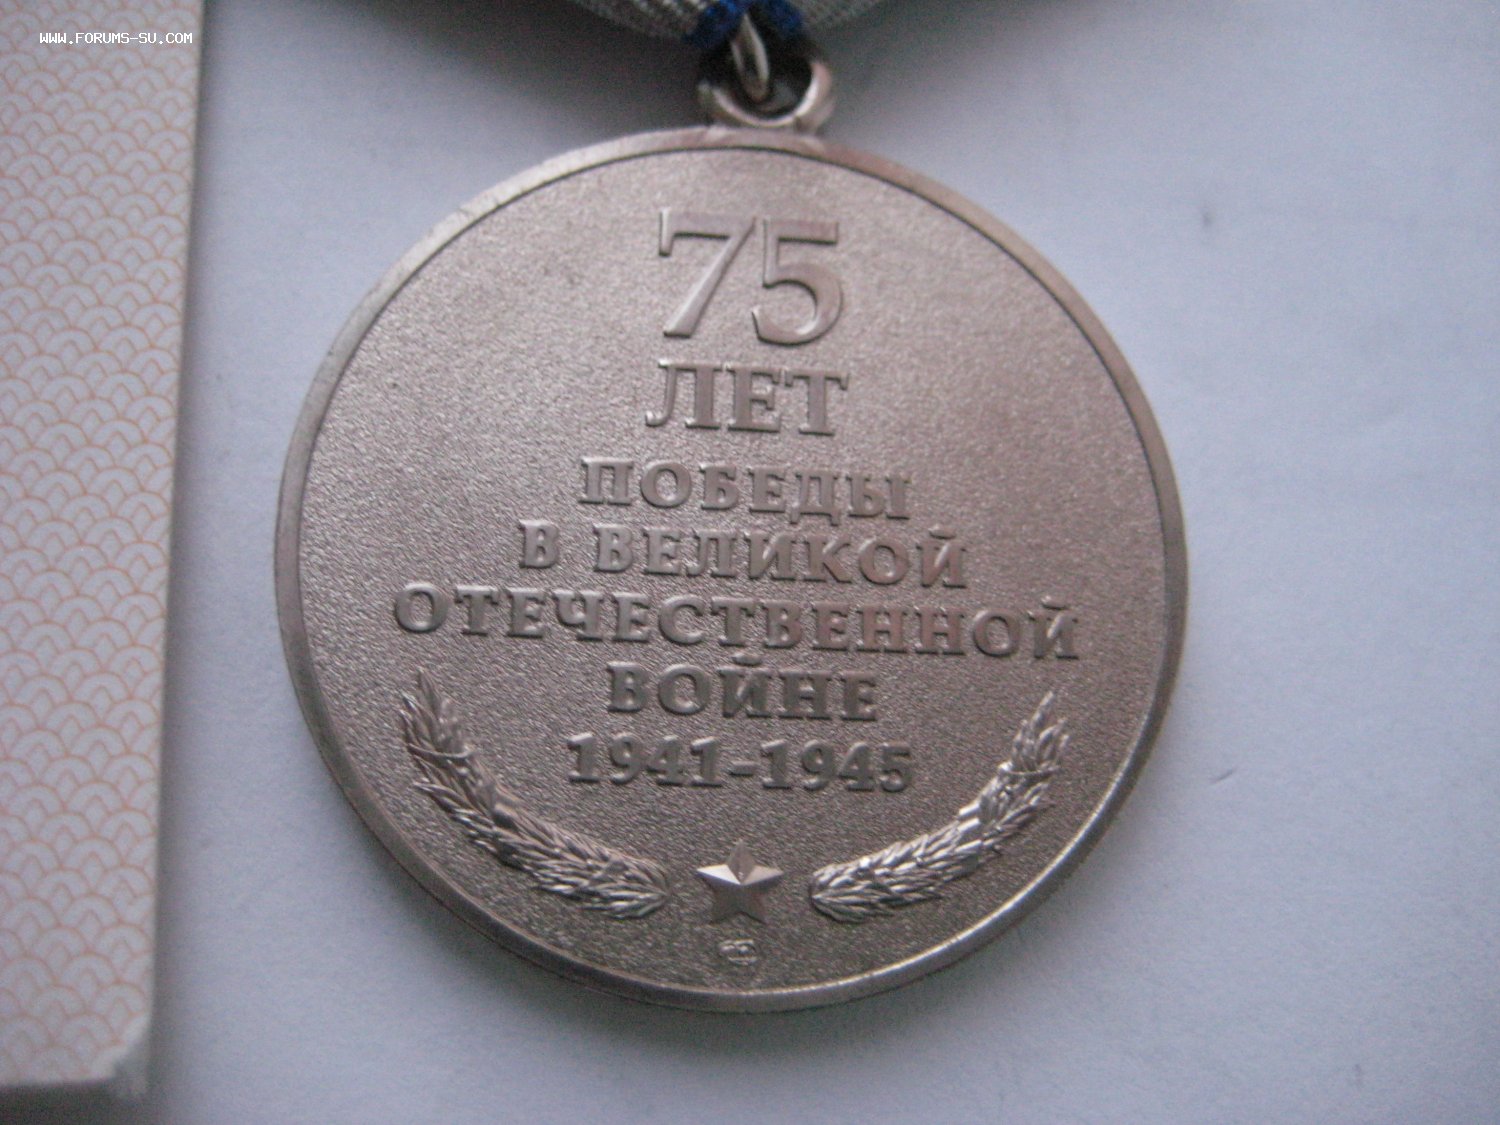 WWW.FORUMS-SU.COM
75
ЛЕТ
ПОБЕДЫ
В ВЕЛИКОЙ
ОТЕЧЕСТВЕННОЙ
ВОЙНЕ
1941-1945